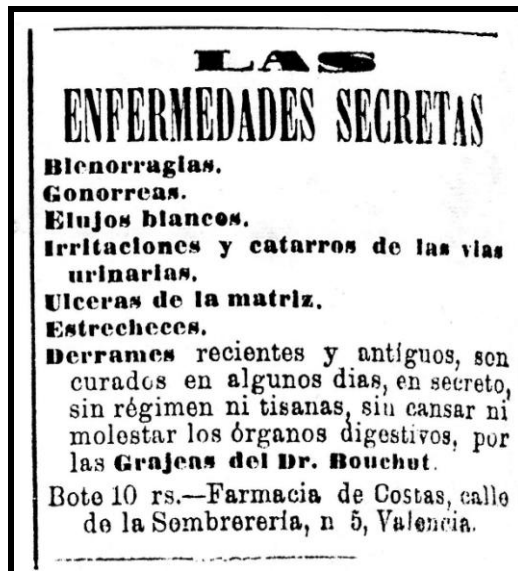 LAS
ENFERMEDADES SECRETAS
Blenorragias.
Gonorreas.
Flujos blancos.
Irritaciones y catarros de las vias
urinarias.
Ulceras de la matriz.
Estrecheces.
Derrames recientes y antíguos, son
curados en algunos dias, en secreto,
sin régimen ni tisanas, sin cansar ni
molestar los órganos digestivos, por
las Grajeas del Dr. Bouchut.
Bote 10 rs.—Farmacia de Costas, calle
de la Sombrerería, n 5, Valencia.